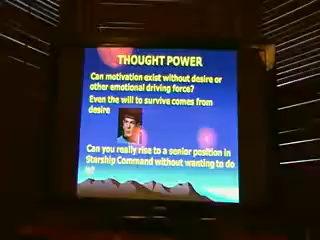 THOUGHT POWER
Can motivation exist without desire or
other emotional driving force?
Even the will to survive comes from
desire
Can you really rise to a senior position in
Starship Command without wanting to do